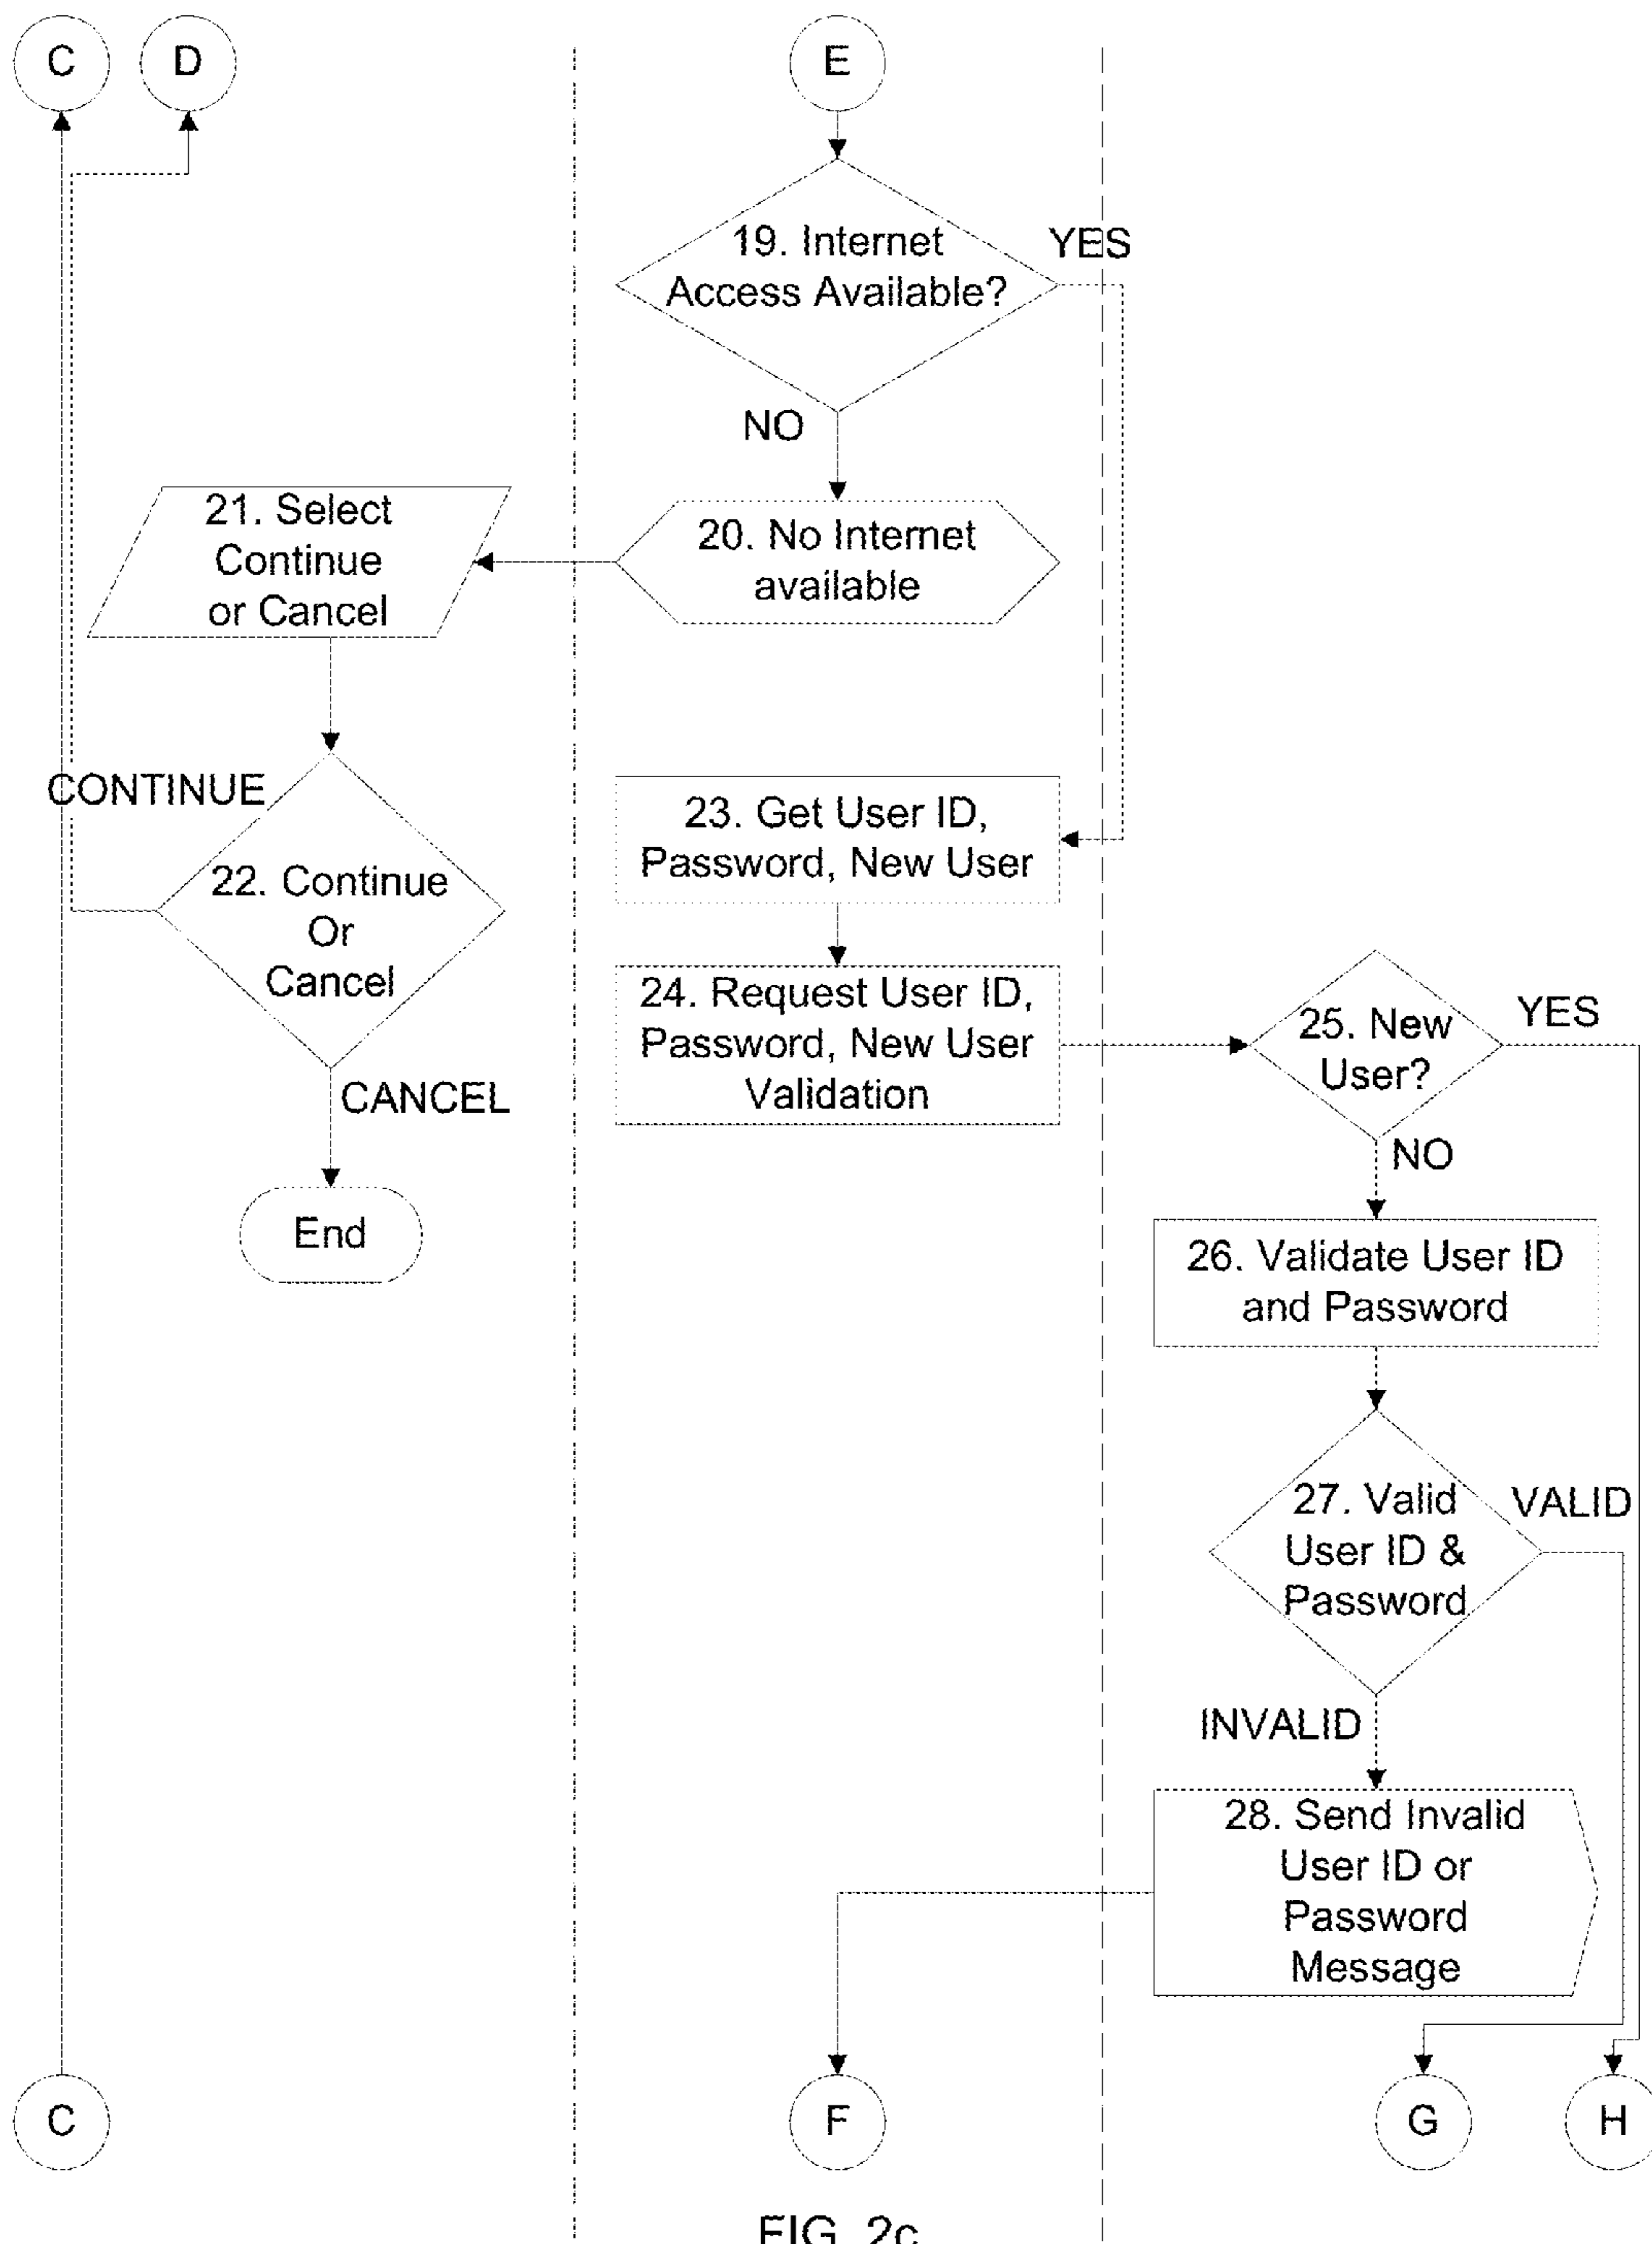 C
D
E
19. Internet
Access Available?
YES
NO
21. Select
Continue
or Cancel
20. No Internet
available
CONTINUE
22. Continue
Or
Cancel
CANCEL
End
23. Get User ID,
Password, New User
24. Request User ID,
Password, New User
Validation
25. New
User?
YES
NO
26. Validate User ID
and Password
27. Valid
User ID &
Password
VALID
INVALID
28. Send Invalid
User ID or
Password
Message
C
F
G
H
FIG. 2c